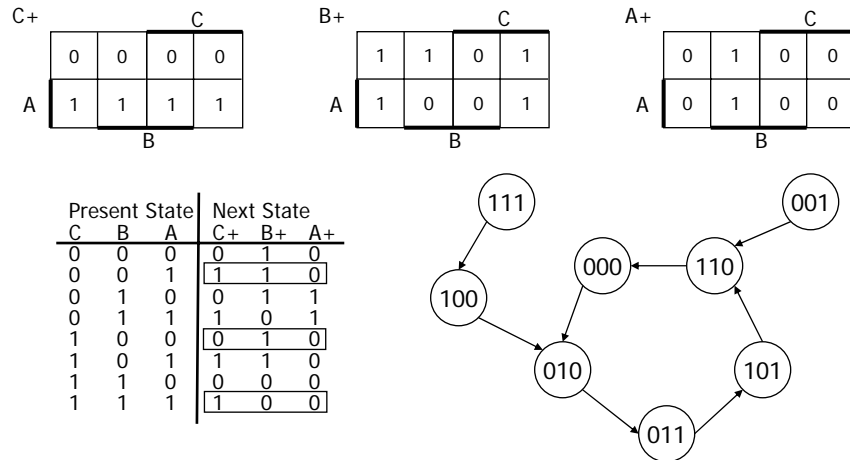 C+ C
0 0 0 0
A 1 1 1 1
B
B+ C
1 1 0 1
A 1 0 0 1
B
A+ C
0 1 0 0
A 0 1 0 0
B
Present State Next State
C B A C+ B+ A+
0 0 0 0 1 0
0 0 1 1 1 0
0 1 0 0 1 1
0 1 1 1 0 1
1 0 0 0 1 0
1 0 1 1 1 0
1 1 0 0 0 0
1 1 1 1 0 0
111
001
000
110
100
010
101
011